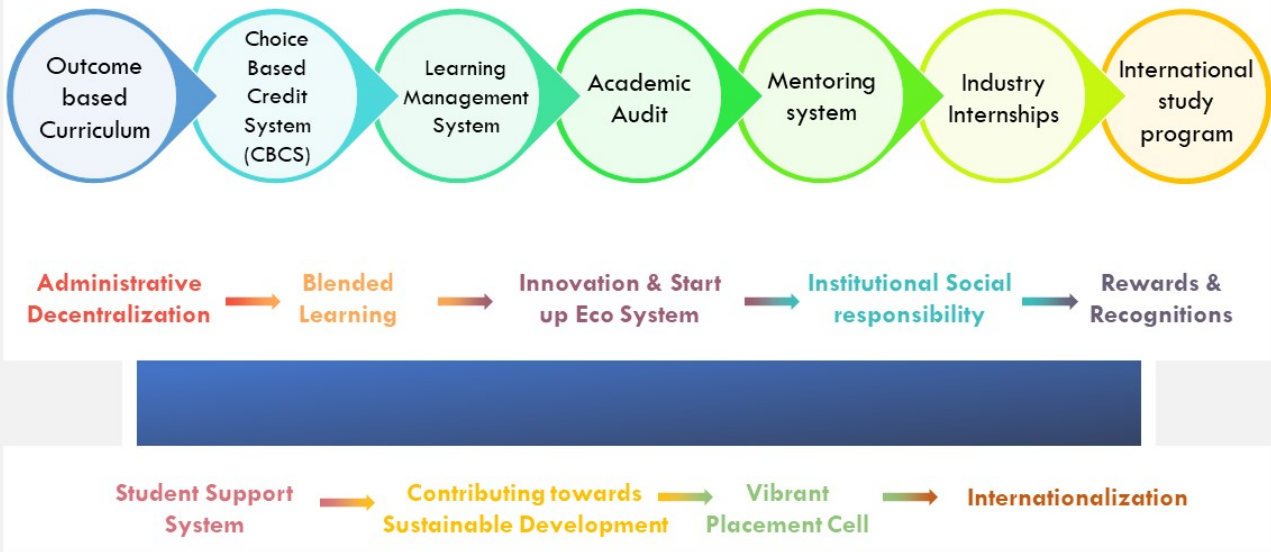 Outcome
based
Curriculum
Choice
Based
Credit
System
(CBCS)
Learning
Management
System
Academic
Audit
Mentoring
system
Industry
Internships
International
study
program
Administrative
Decentralization
Blended
Learning
Innovation & Start
up Eco System
Institutional Social
responsibility
Rewards &
Recognitions
Student Support
System
Contributing towards
Sustainable Development
Vibrant
Placement Cell
Internationalization